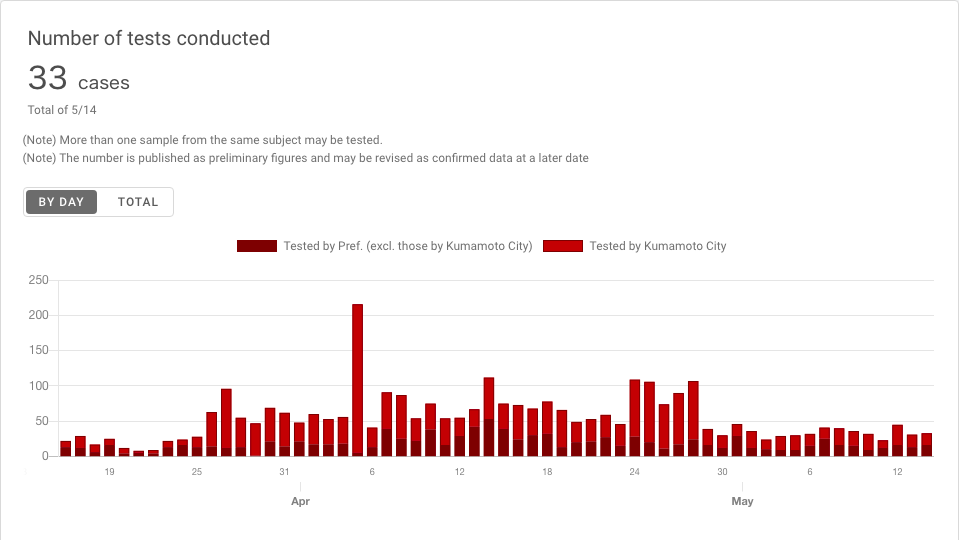 Number of tests conducted
33 cases
Total of 5/14
(Note) More than one sample from the same subject may be tested.
(Note) The number is published as preliminary figures and may be revised as confirmed data at a later date
BY DAY TOTAL
Tested by Pref. (excl. those by Kumamoto City) Tested by Kumamoto City
250
200
150
100
50
0
19 25 31 6 12 18 24 30 6 12
Apr May